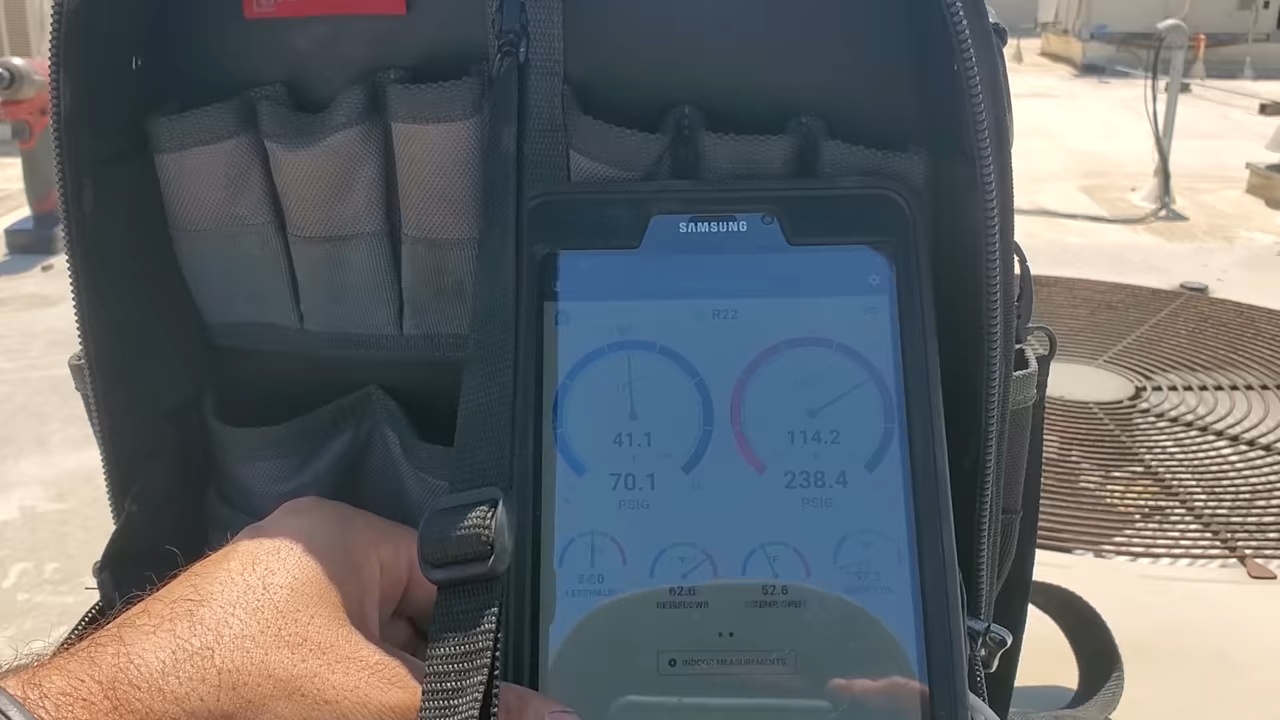 SAMSUNG
R22
41.1
114.2
°F
°F
70.1
238.4
PSIG
PSIG
62.6
52.6
INDOOR MEASUREMENTS